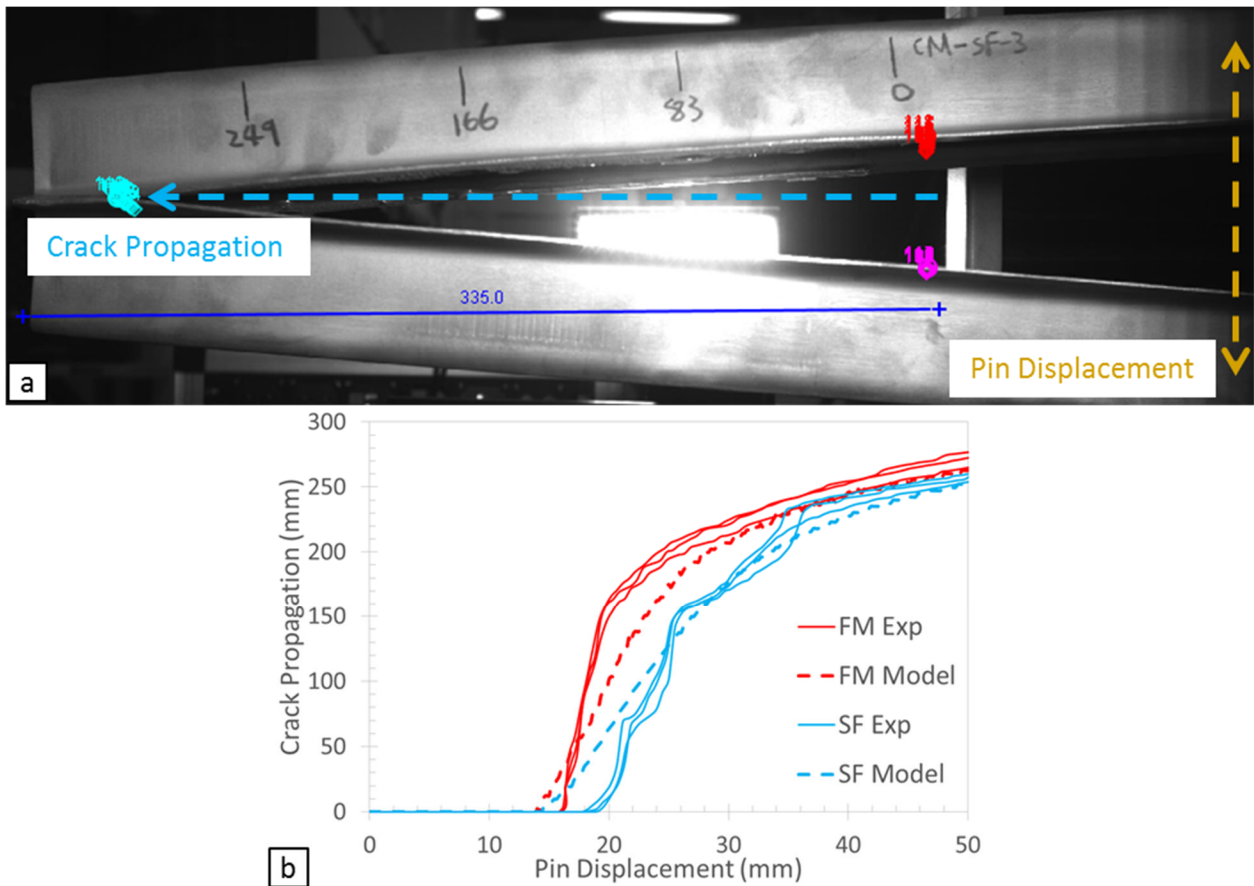 CM-SF-3
249
166
83
0
Crack Propagation
335.0
Pin Displacement
a
300
250
200
150
100
50
0
Crack Propagation (mm)
FM Exp
FM Model
SF Exp
SF Model
0 10 20 30 40 50
Pin Displacement (mm)
b